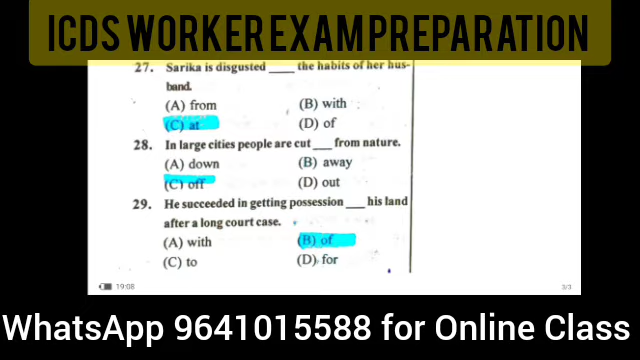 ICDS WORKER EXAM PREPARATION
27. Sarika is disgusted ____ the habits of her hus-
band.
(A) from (B) with
(C) at (D) of
28. In large cities people are cut ___ from nature.
(A) down (B) away
(C) off (D) out
29. He succeeded in getting possession ___ his land
after a long court case.
(A) with (B) of
(C) to (D) for
19:08 3/3
WhatsApp 9641015588 for Online Class